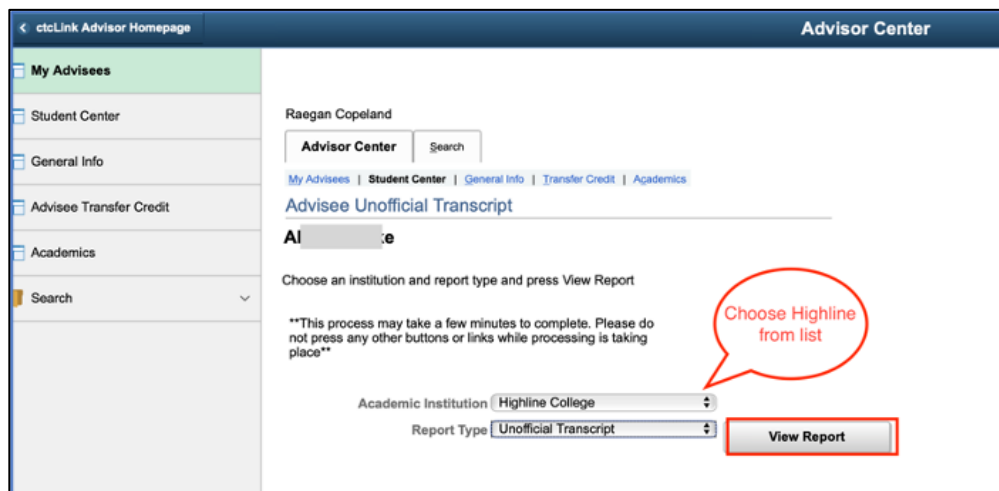 ctcLink Advisor Homepage
Advisor Center
My Advisees
Student Center
General Info
Advisee Transfer Credit
Academics
Search
Raegan Copeland
Advisor Center Search
My Advisees | Student Center | General Info | Transfer Credit | Academics
Advisee Unofficial Transcript
Choose an institution and report type and press View Report
**This process may take a few minutes to complete. Please do
not press any other buttons or links while processing is taking
place**
Choose Highline
from list
Academic Institution Highline College
Report Type Unofficial Transcript
View Report